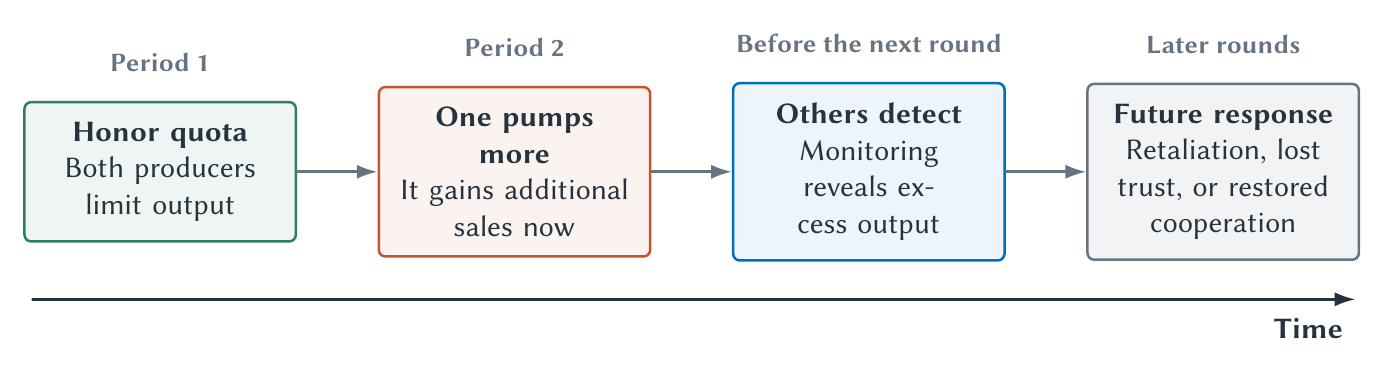 Period 1
Honor quota
Both producers
limit output
Period 2
One pumps
more
It gains additional
sales now
Before the next round
Others detect
Monitoring
reveals ex-
cess output
Later rounds
Future response
Retaliation, lost
trust, or restored
cooperation
Time